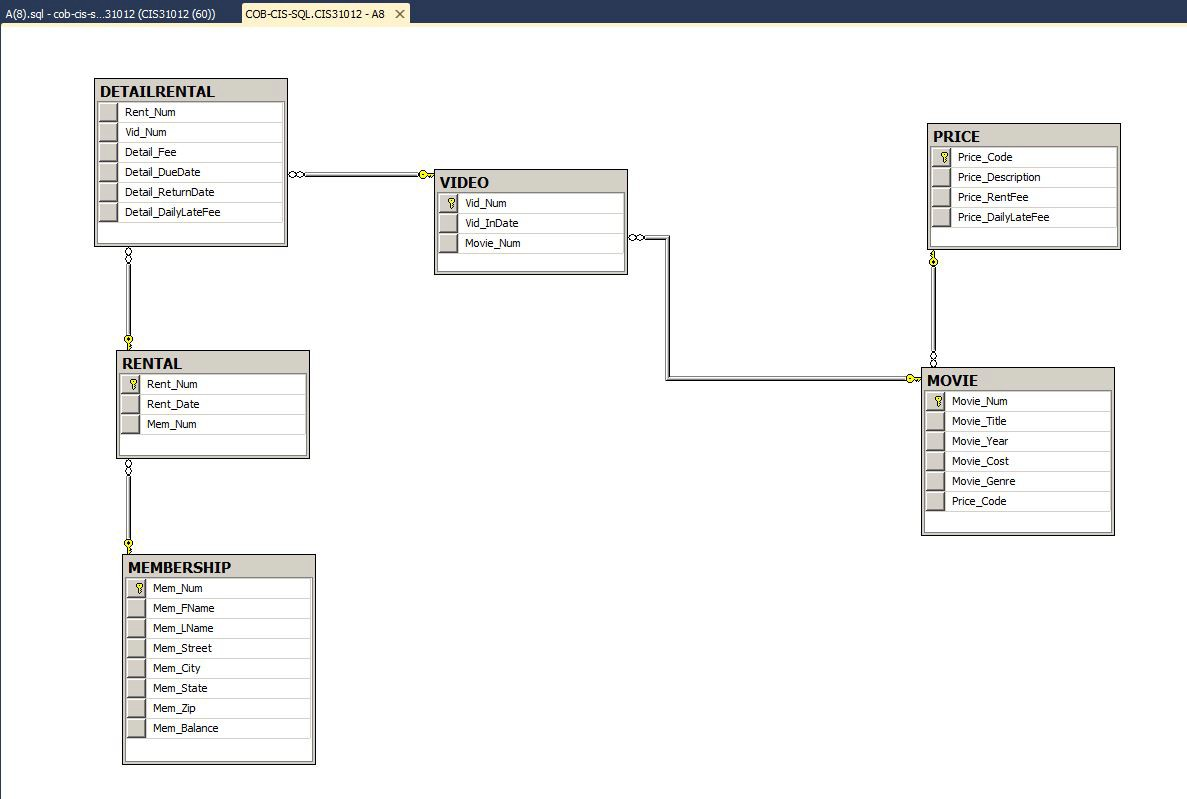 A(8).sql - cob-cis-s...31012 (CIS31012 (60))
COB-CIS-SQL.CIS31012 - A8
DETAILRENTAL
Rent_Num
Vid_Num
Detail_Fee
Detail_DueDate
Detail_ReturnDate
Detail_DailyLateFee
VIDEO
Vid_Num
Vid_InDate
Movie_Num
PRICE
Price_Code
Price_Description
Price_RentFee
Price_DailyLateFee
RENTAL
Rent_Num
Rent_Date
Mem_Num
MOVIE
Movie_Num
Movie_Title
Movie_Year
Movie_Cost
Movie_Genre
Price_Code
MEMBERSHIP
Mem_Num
Mem_FName
Mem_LName
Mem_Street
Mem_City
Mem_State
Mem_Zip
Mem_Balance